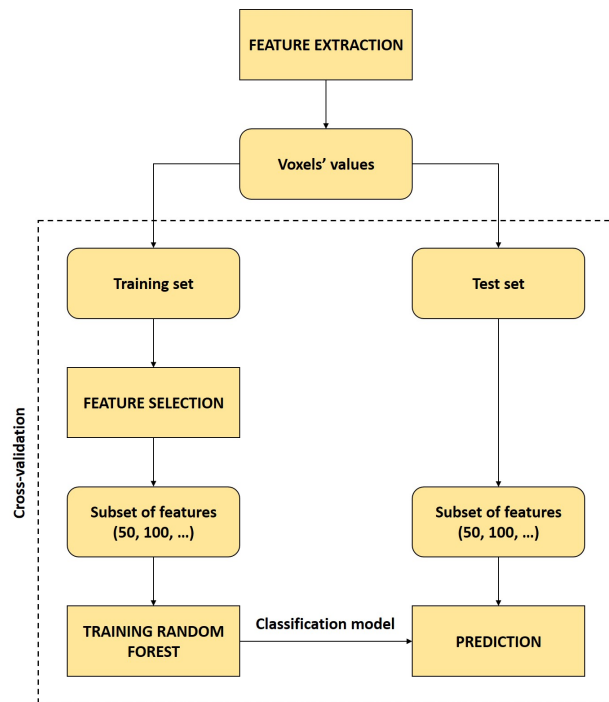 FEATURE EXTRACTION
Voxels' values
Training set
Test set
FEATURE SELECTION
Cross-validation
Subset of features
(50, 100, ...)
Subset of features
(50, 100, ...)
TRAINING RANDOM
FOREST
Classification model
PREDICTION